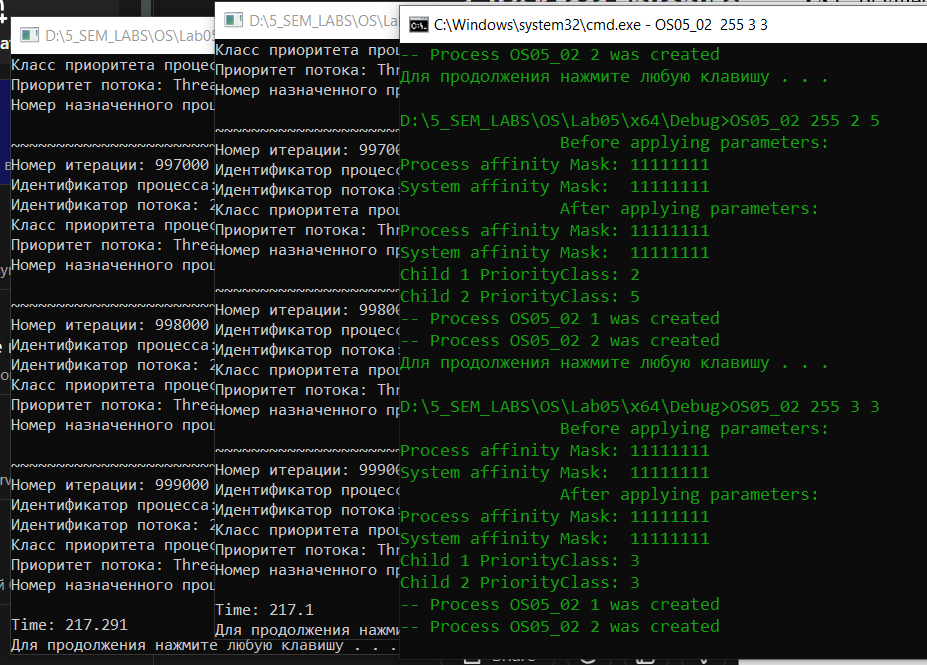 D:\5_SEM_LABS\OS\Lab05
Класс приоритета процес
Приоритет потока: Threa
Номер назначенного проц
~~~~~~~~~~~~~~~~~~~~~~~
Номер итерации: 997000
Идентификатор процесса:
Идентификатор потока: 2
Класс приоритета процес
Приоритет потока: Threa
Номер назначенного проц
~~~~~~~~~~~~~~~~~~~~~~~
Номер итерации: 998000
Идентификатор процесса:
Идентификатор потока: 2
Класс приоритета процес
Приоритет потока: Threa
Номер назначенного проц
~~~~~~~~~~~~~~~~~~~~~~~
Номер итерации: 999000
Идентификатор процесса:
Идентификатор потока: 2
Класс приоритета процес
Приоритет потока: Threa
Номер назначенного проц
Time: 217.291
Для продолжения нажмите любую клавишу . . .
D:\5_SEM_LABS\OS\La
Класс приоритета про
Приоритет потока: Thr
Номер назначенного пр
~~~~~~~~~~~~~~~~~~~~~
Номер итерации: 9970
Идентификатор процесс
Идентификатор потока:
Класс приоритета про
Приоритет потока: Thr
Номер назначенного пр
~~~~~~~~~~~~~~~~~~~~~
Номер итерации: 9980
Идентификатор процесс
Идентификатор потока:
Класс приоритета про
Приоритет потока: Thr
Номер назначенного пр
~~~~~~~~~~~~~~~~~~~~~
Номер итерации: 9990
Идентификатор процесс
Идентификатор потока:
Класс приоритета про
Приоритет потока: Thr
Номер назначенного пр
Time: 217.1
Для продолжения нажми
C:\Windows\system32\cmd.exe - OS05_02 255 3 3
-- Process OS05_02 2 was created
Для продолжения нажмите любую клавишу . . .
D:\5_SEM_LABS\OS\Lab05\x64\Debug>OS05_02 255 2 5
Before applying parameters:
Process affinity Mask: 11111111
System affinity Mask: 11111111
After applying parameters:
Process affinity Mask: 11111111
System affinity Mask: 11111111
Child 1 PriorityClass: 2
Child 2 PriorityClass: 5
-- Process OS05_02 1 was created
-- Process OS05_02 2 was created
Для продолжения нажмите любую клавишу . . .
D:\5_SEM_LABS\OS\Lab05\x64\Debug>OS05_02 255 3 3
Before applying parameters:
Process affinity Mask: 11111111
System affinity Mask: 11111111
After applying parameters:
Process affinity Mask: 11111111
System affinity Mask: 11111111
Child 1 PriorityClass: 3
Child 2 PriorityClass: 3
-- Process OS05_02 1 was created
-- Process OS05_02 2 was created